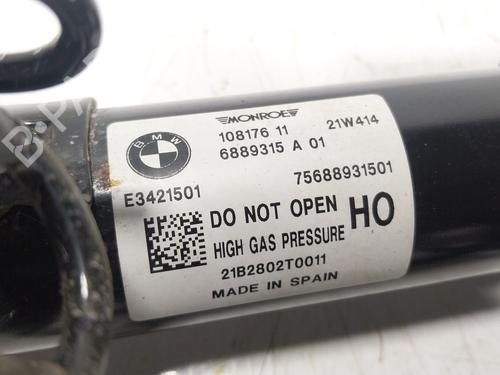 MONROE
108176 11 21W414
BMW
6889315 A 01
E3421501 75688931501
DO NOT OPEN HO
HIGH GAS PRESSURE
21B2802T0011
MADE IN SPAIN